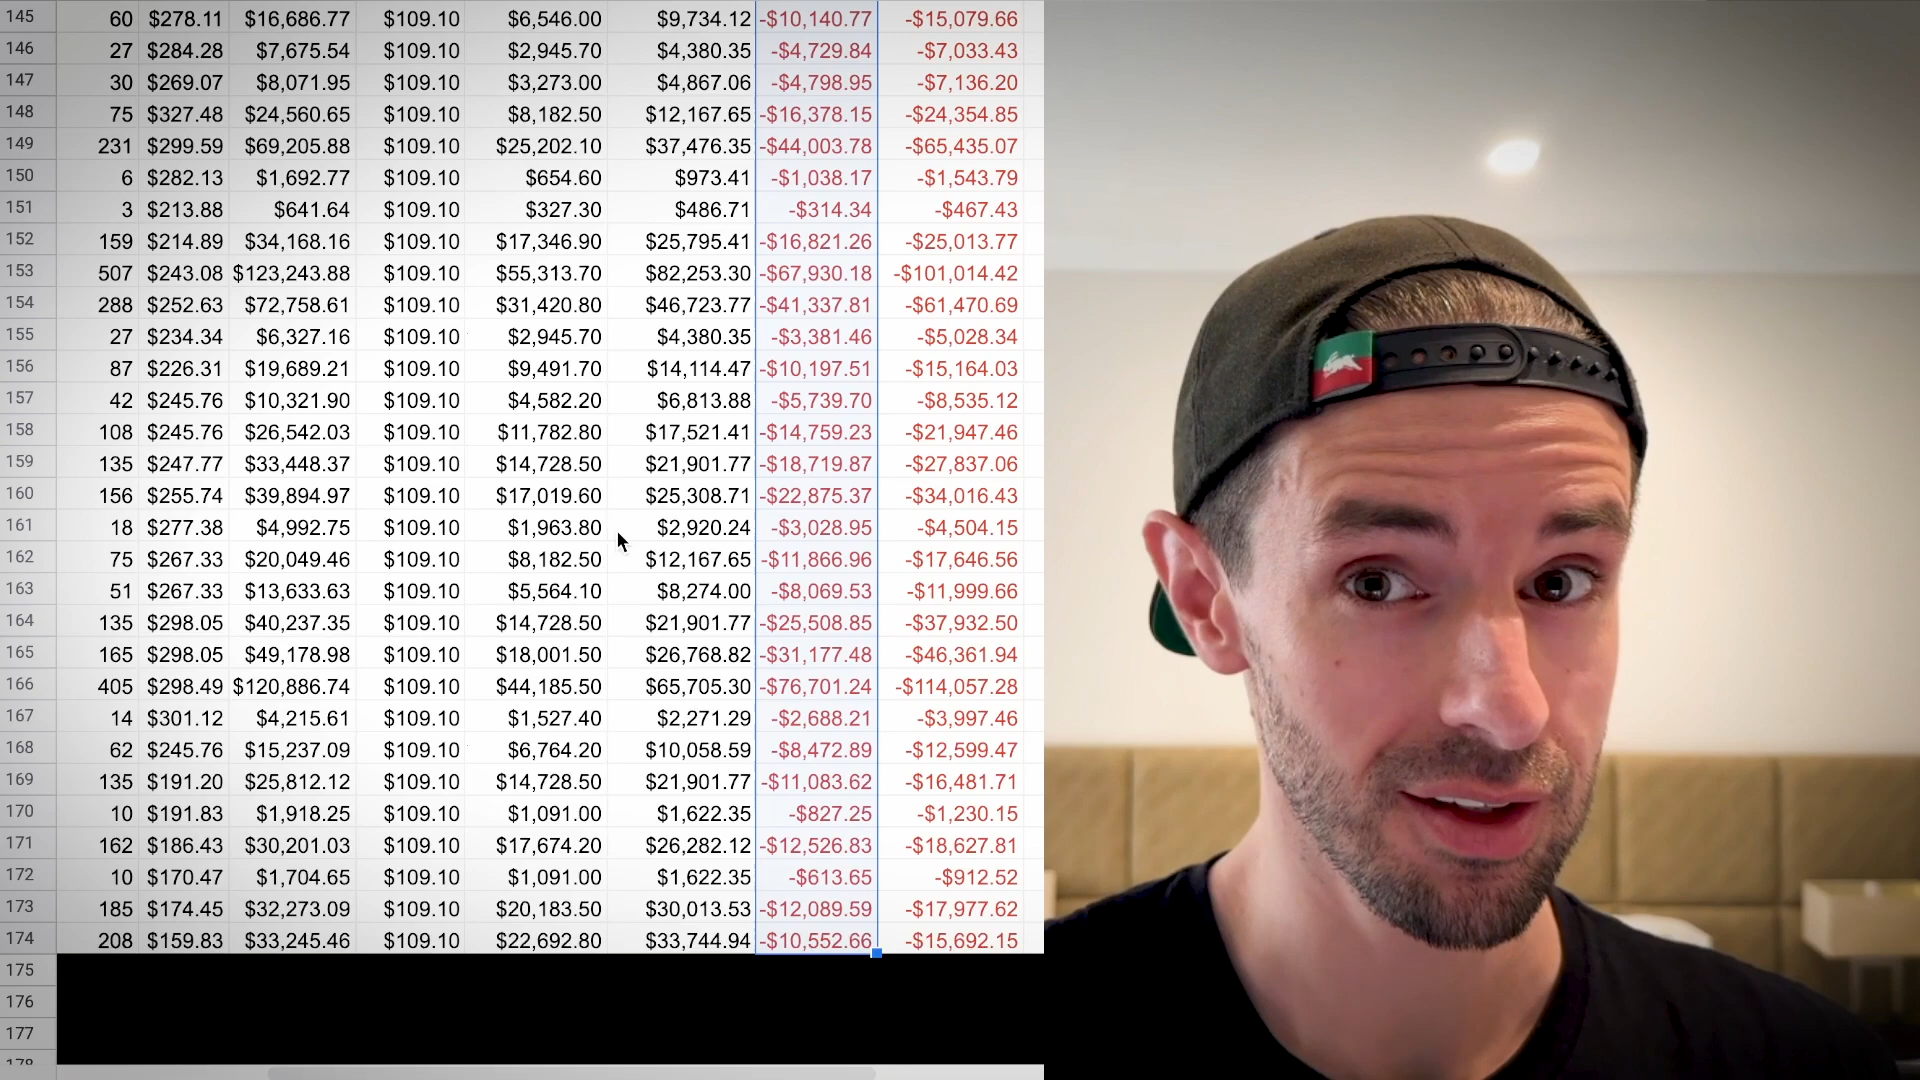 145 60 $278.11 $16,686.77 $109.10 $6,546.00 $9,734.12 -$10,140.77 -$15,079.66
146 27 $284.28 $7,675.54 $109.10 $2,945.70 $4,380.35 -$4,729.84 -$7,033.43
147 30 $269.07 $8,071.95 $109.10 $3,273.00 $4,867.06 -$4,798.95 -$7,136.20
148 75 $327.48 $24,560.65 $109.10 $8,182.50 $12,167.65 -$16,378.15 -$24,354.85
149 231 $299.59 $69,205.88 $109.10 $25,202.10 $37,476.35 -$44,003.78 -$65,435.07
150 6 $282.13 $1,692.77 $109.10 $654.60 $973.41 -$1,038.17 -$1,543.79
151 3 $213.88 $641.64 $109.10 $327.30 $486.71 -$314.34 -$467.43
152 159 $214.89 $34,168.16 $109.10 $17,346.90 $25,795.41 -$16,821.26 -$25,013.77
153 507 $243.08 $123,243.88 $109.10 $55,313.70 $82,253.30 -$67,930.18 -$101,014.42
154 288 $252.63 $72,758.61 $109.10 $31,420.80 $46,723.77 -$41,337.81 -$61,470.69
155 27 $234.34 $6,327.16 $109.10 $2,945.70 $4,380.35 -$3,381.46 -$5,028.34
156 87 $226.31 $19,689.21 $109.10 $9,491.70 $14,114.47 -$10,197.51 -$15,164.03
157 42 $245.76 $10,321.90 $109.10 $4,582.20 $6,813.88 -$5,739.70 -$8,535.12
158 108 $245.76 $26,542.03 $109.10 $11,782.80 $17,521.41 -$14,759.23 -$21,947.46
159 135 $247.77 $33,448.37 $109.10 $14,728.50 $21,901.77 -$18,719.87 -$27,837.06
160 156 $255.74 $39,894.97 $109.10 $17,019.60 $25,308.71 -$22,875.37 -$34,016.43
161 18 $277.38 $4,992.75 $109.10 $1,963.80 $2,920.24 -$3,028.95 -$4,504.15
162 75 $267.33 $20,049.46 $109.10 $8,182.50 $12,167.65 -$11,866.96 -$17,646.56
163 51 $267.33 $13,633.63 $109.10 $5,564.10 $8,274.00 -$8,069.53 -$11,999.66
164 135 $298.05 $40,237.35 $109.10 $14,728.50 $21,901.77 -$25,508.85 -$37,932.50
165 165 $298.05 $49,178.98 $109.10 $18,001.50 $26,768.82 -$31,177.48 -$46,361.94
166 405 $298.49 $120,886.74 $109.10 $44,185.50 $65,705.30 -$76,701.24 -$114,057.28
167 14 $301.12 $4,215.61 $109.10 $1,527.40 $2,271.29 -$2,688.21 -$3,997.46
168 62 $245.76 $15,237.09 $109.10 $6,764.20 $10,058.59 -$8,472.89 -$12,599.47
169 135 $191.20 $25,812.12 $109.10 $14,728.50 $21,901.77 -$11,083.62 -$16,481.71
170 10 $191.83 $1,918.25 $109.10 $1,091.00 $1,622.35 -$827.25 -$1,230.15
171 162 $186.43 $30,201.03 $109.10 $17,674.20 $26,282.12 -$12,526.83 -$18,627.81
172 10 $170.47 $1,704.65 $109.10 $1,091.00 $1,622.35 -$613.65 -$912.52
173 185 $174.45 $32,273.09 $109.10 $20,183.50 $30,013.53 -$12,089.59 -$17,977.62
174 208 $159.83 $33,245.46 $109.10 $22,692.80 $33,744.94 -$10,552.66 -$15,692.15
175
176
177
178